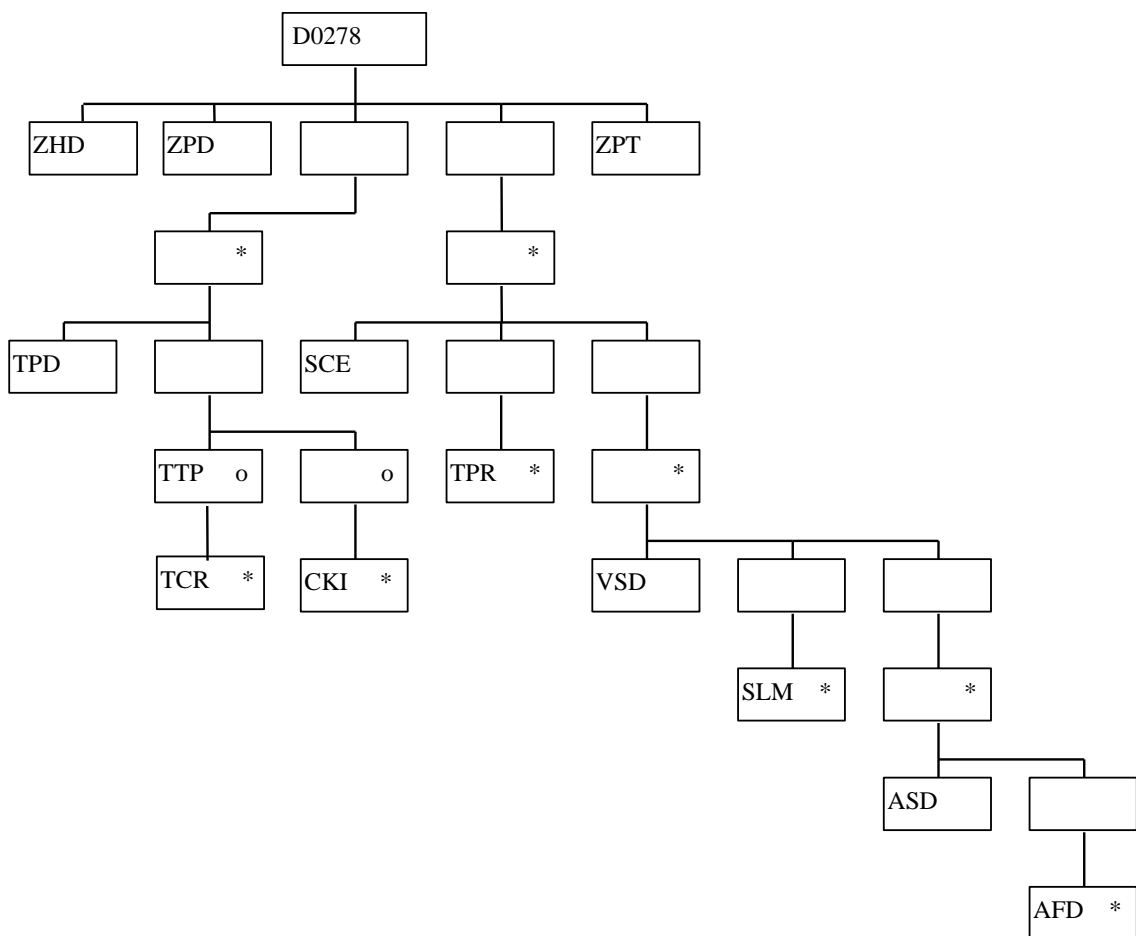 D0278
ZHD ZPD ZPT
*
*
TPD SCE
TTP o o TPR * *
TCR * CKI * VSD
SLM * *
ASD
AFD *